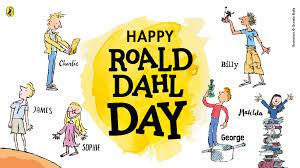 HAPPY
ROALD
DAHL
DAY
Charlie
Billy
JAMES
SOPHIE
George
Matilda